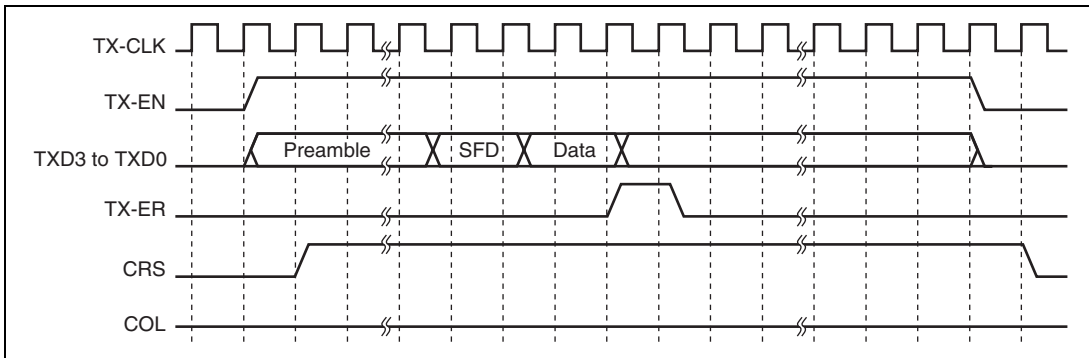 TX-CLK
TX-EN
TXD3 to TXD0
Preamble
SFD
Data
TX-ER
CRS
COL